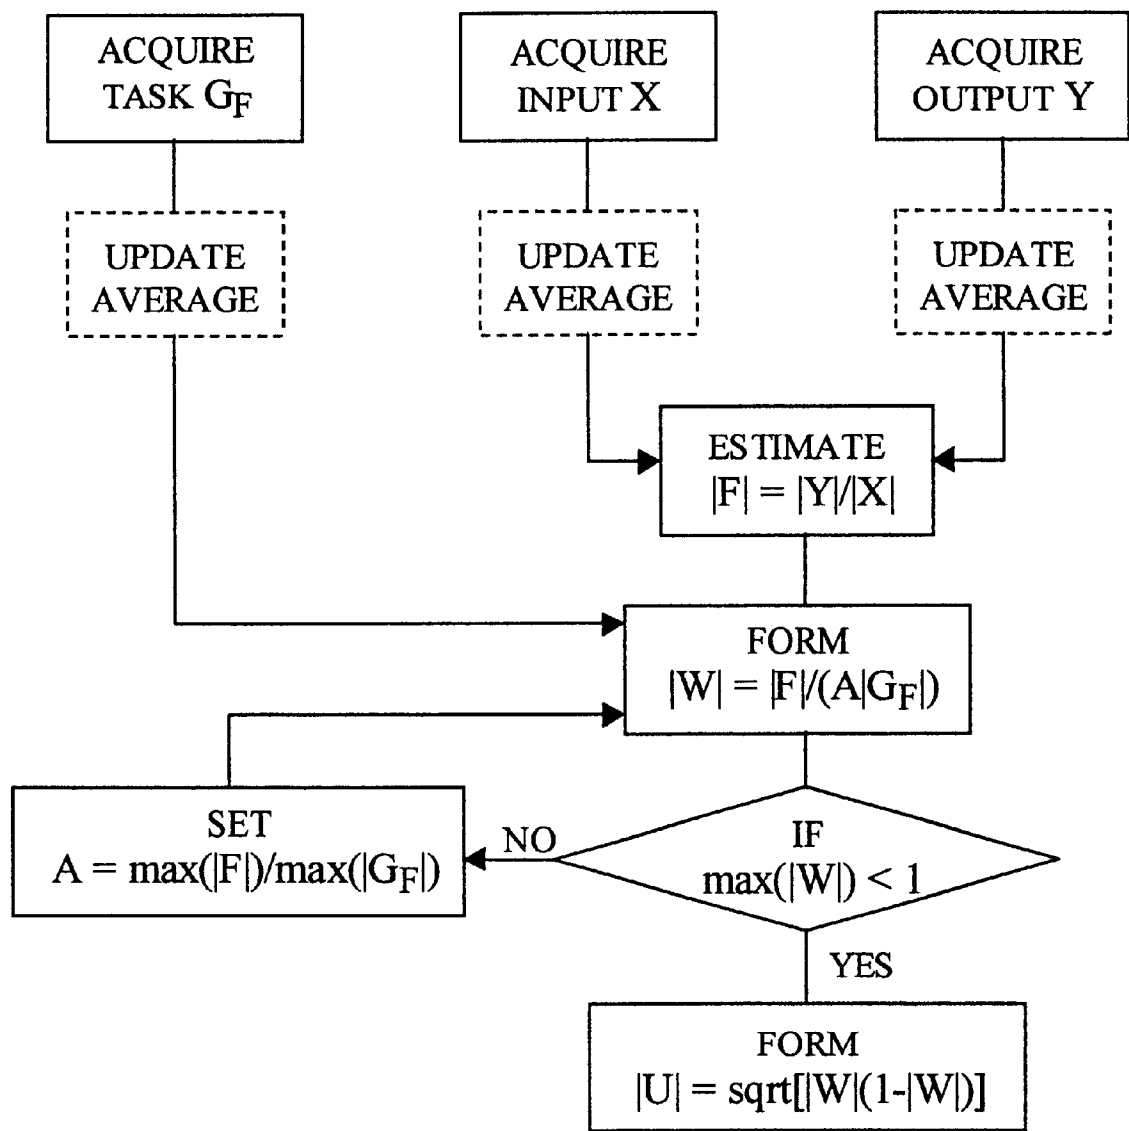 ACQUIRE
TASK GF
ACQUIRE
INPUT X
ACQUIRE
OUTPUT Y
UPDATE
AVERAGE
UPDATE
AVERAGE
UPDATE
AVERAGE
ESTIMATE
|F| = |Y|/|X|
FORM
|W| = |F|/(A|GF|)
SET
A = max(|F|)/max(|GF|)
NO
IF
max(|W|) < 1
YES
FORM
|U| = sqrt[|W|(1-|W|)]